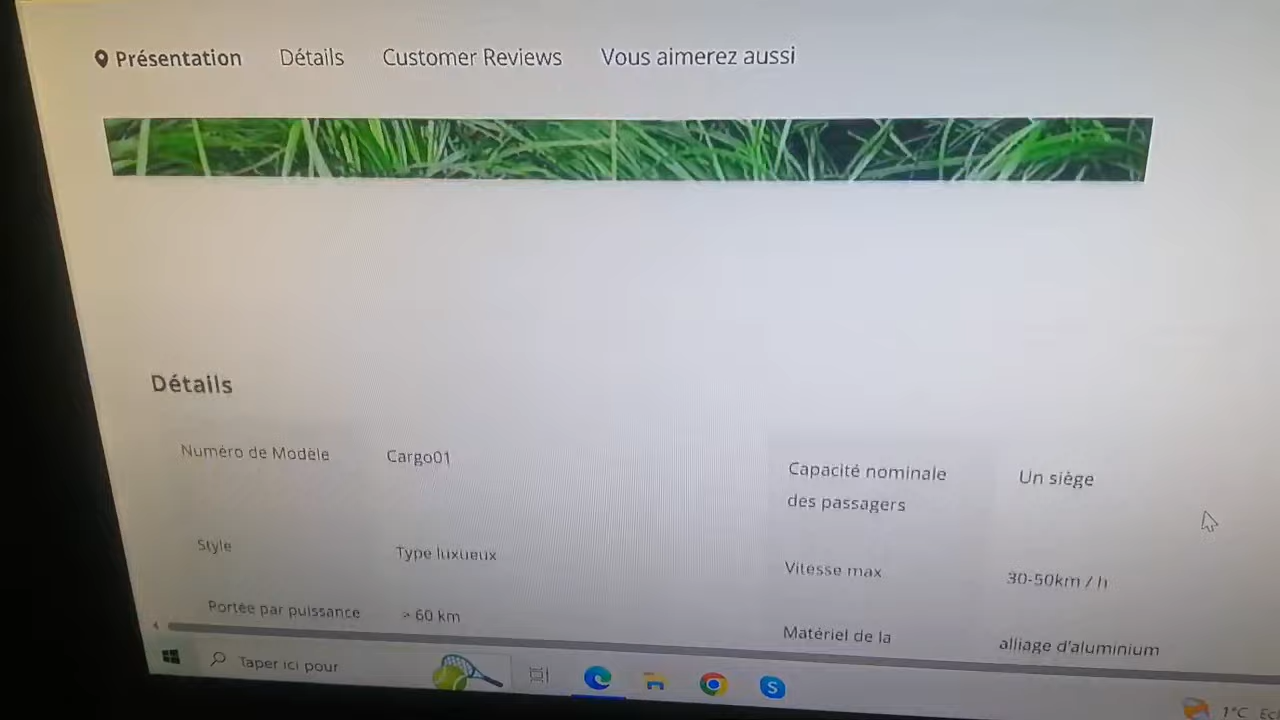 Présentation Détails Customer Reviews Vous aimerez aussi
Détails
Numéro de Modèle Cargo01
Capacité nominale des passagers Un siège
Style Type luxueux
Vitesse max 30-50km / h
Portée par puissance > 60 km
Matériel de la alliage d'aluminium
Taper ici pour
1°C